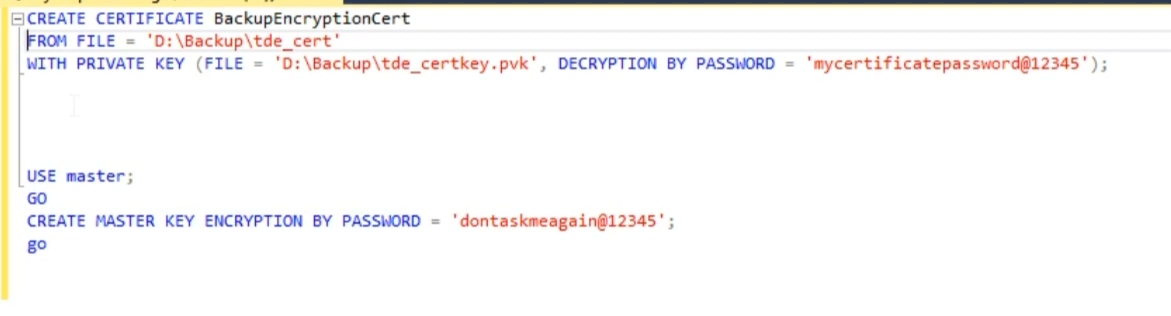 CREATE CERTIFICATE BackupEncryptionCert
FROM FILE = 'D:\Backup\tde_cert'
WITH PRIVATE KEY (FILE = 'D:\Backup\tde_certkey.pvk', DECRYPTION BY PASSWORD = 'mycertificatepassword@12345');
USE master;
GO
CREATE MASTER KEY ENCRYPTION BY PASSWORD = 'dontaskmeagain@12345';
go